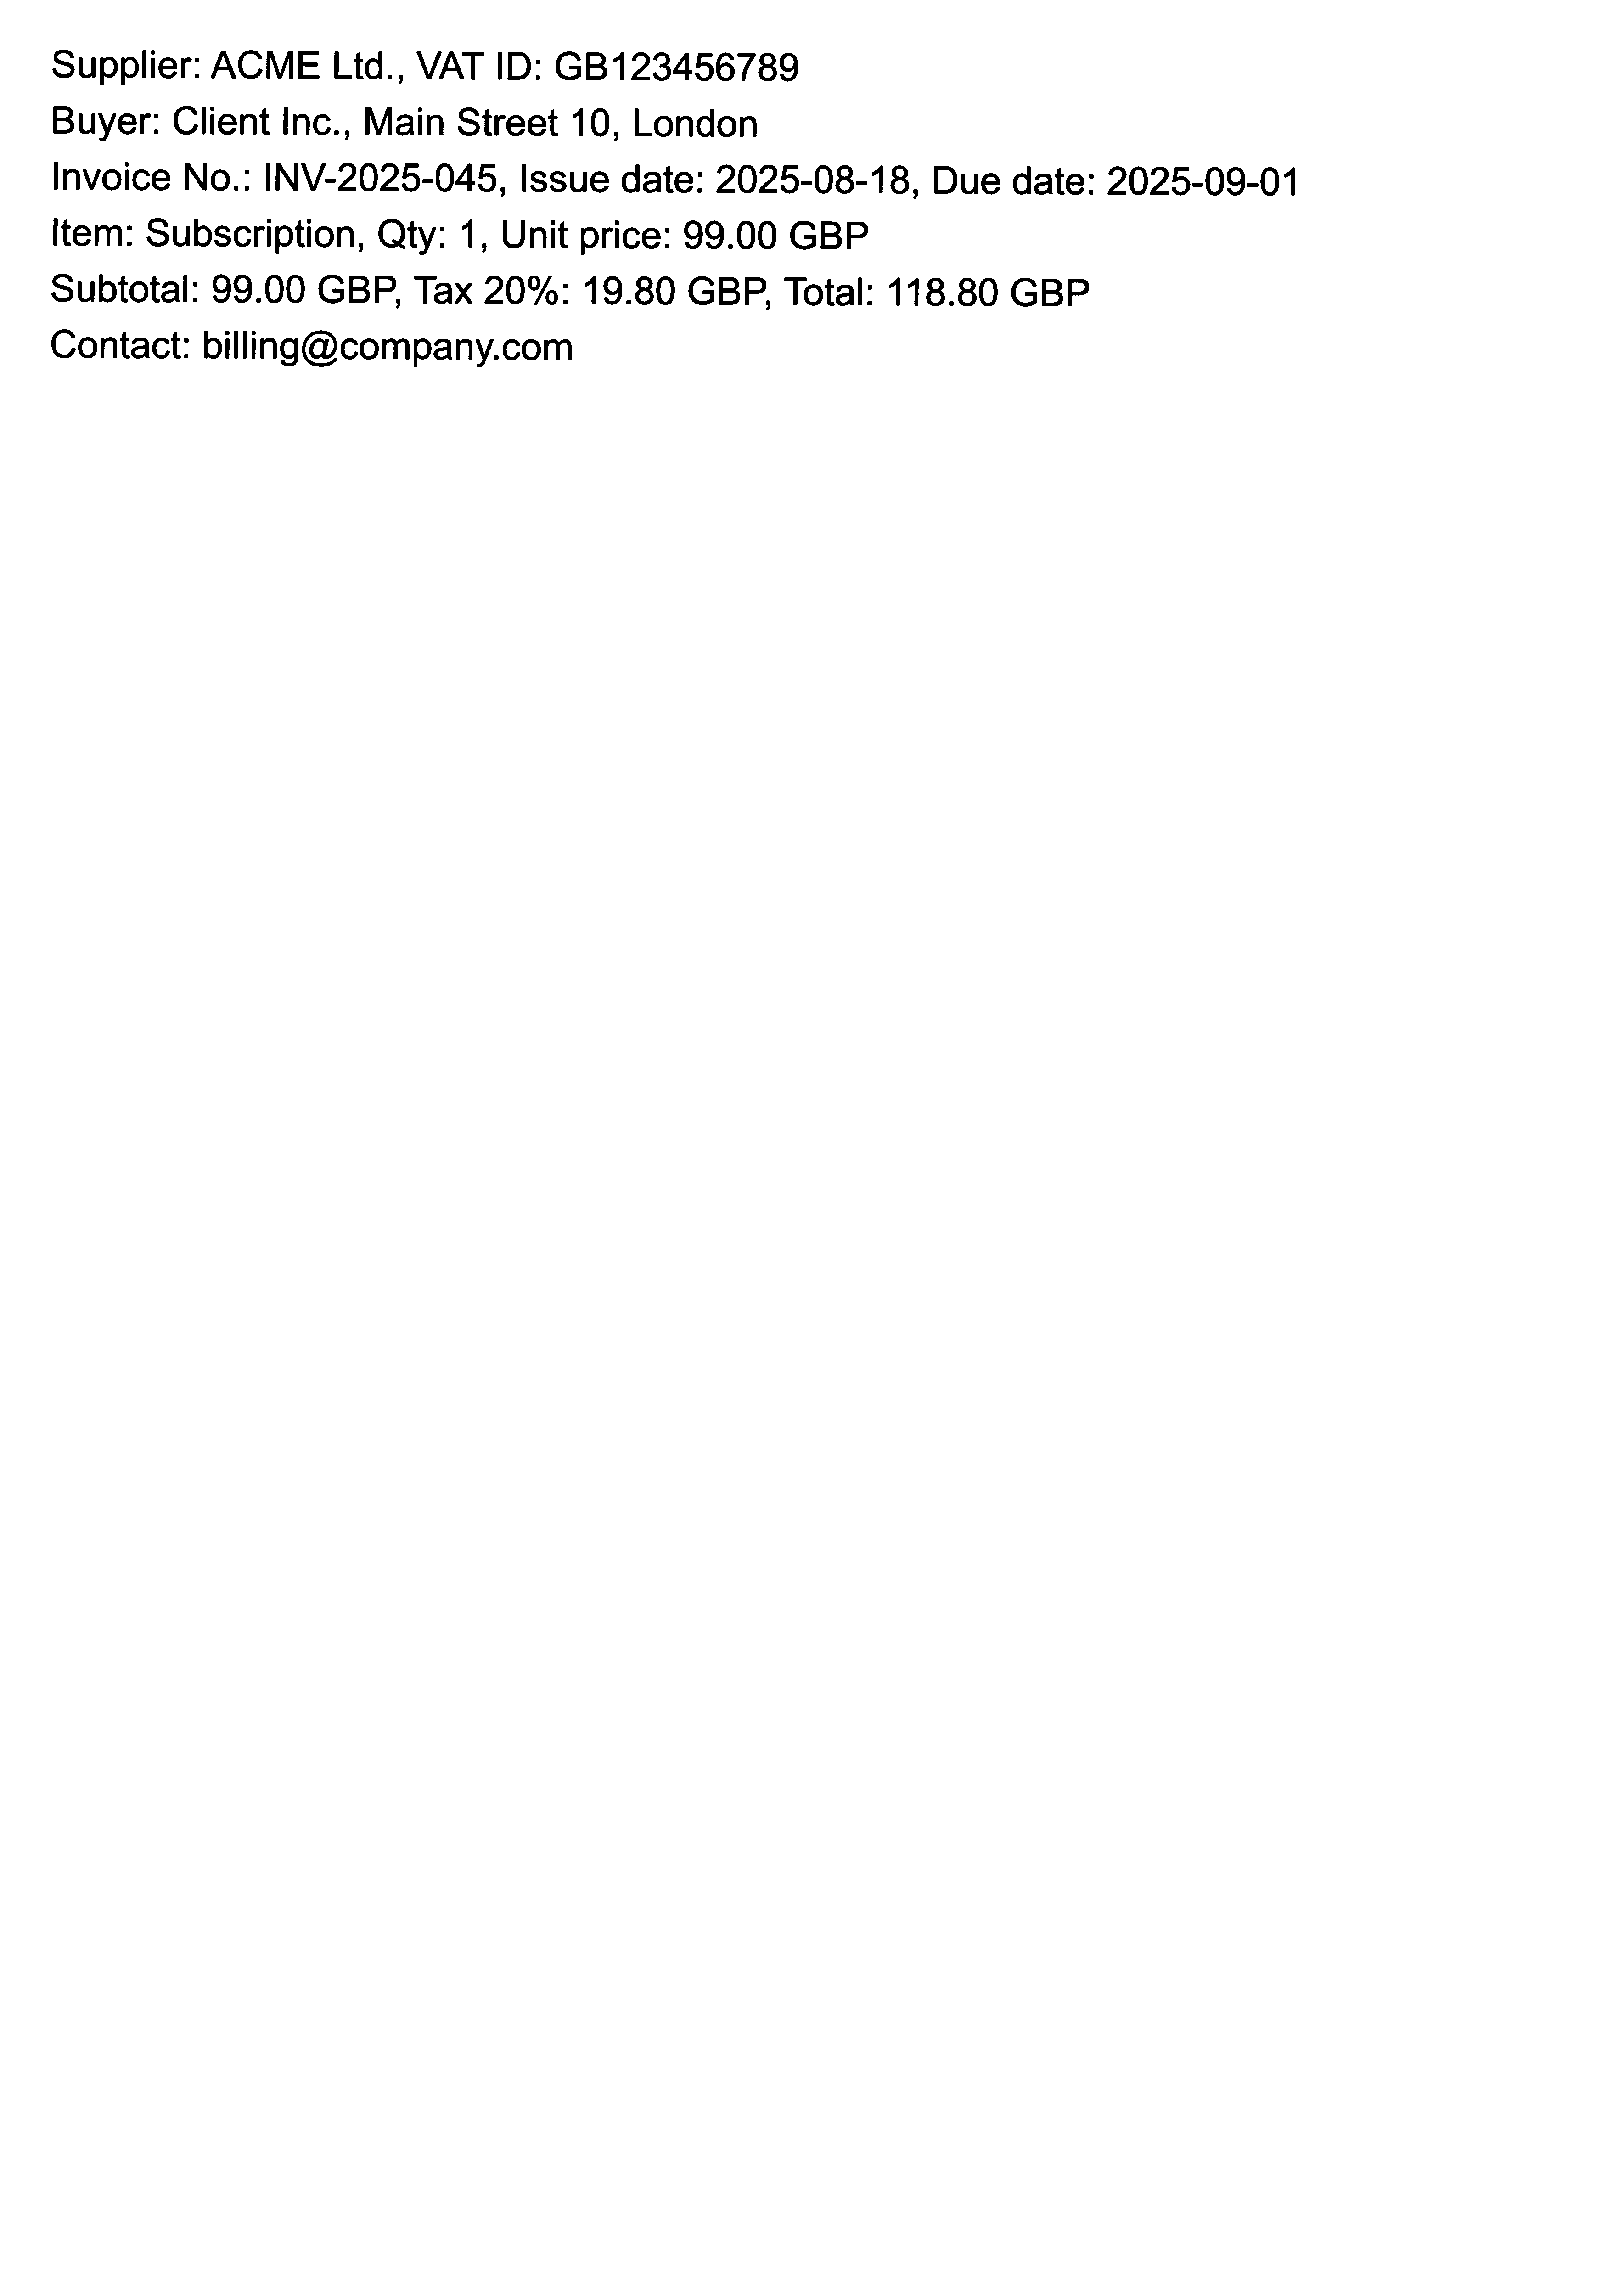 Supplier: ACME Ltd., VAT ID: GB123456789
Buyer: Client Inc., Main Street 10, London
Invoice No.: INV-2025-045, Issue date: 2025-08-18, Due date: 2025-09-01
Item: Subscription, Qty: 1, Unit price: 99.00 GBP
Subtotal: 99.00 GBP, Tax 20%: 19.80 GBP, Total: 118.80 GBP
Contact: billing@company.com